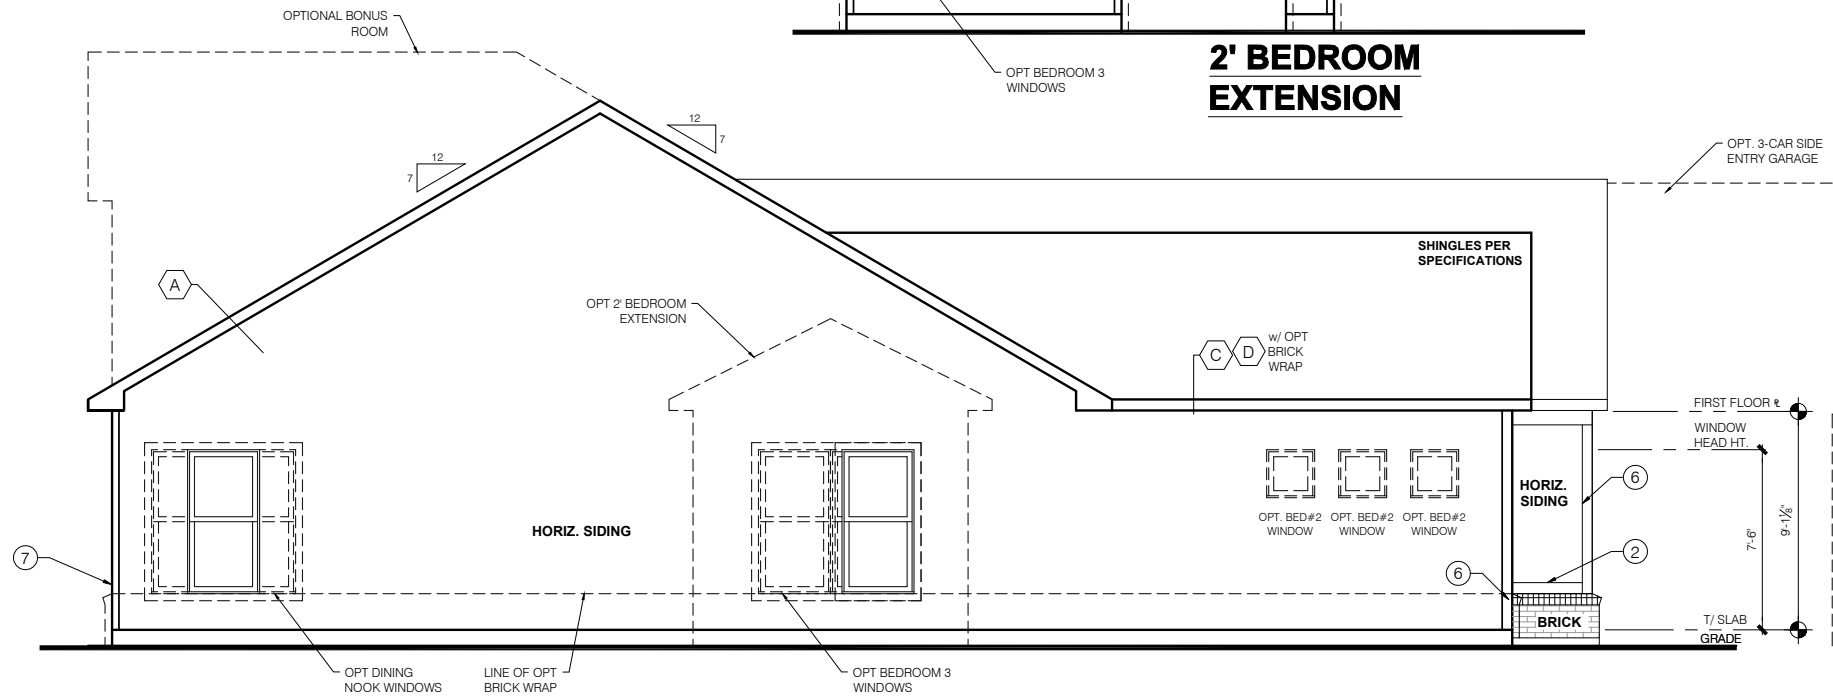 OPTIONAL BONUS
ROOM
OPT BEDROOM 3
WINDOWS
2' BEDROOM
EXTENSION
12
7
12
7
OPT. 3-CAR SIDE
ENTRY GARAGE
SHINGLES PER
SPECIFICATIONS
A
OPT 2' BEDROOM
EXTENSION
C
D
w/ OPT
BRICK
WRAP
FIRST FLOOR ℄
WINDOW
HEAD HT.
HORIZ.
SIDING
6
OPT. BED#2
WINDOW
OPT. BED#2
WINDOW
OPT. BED#2
WINDOW
HORIZ. SIDING
7'-6"
9'-1⅛"
7
2
6
BRICK
T/ SLAB
GRADE
OPT DINING
NOOK WINDOWS
LINE OF OPT
BRICK WRAP
OPT BEDROOM 3
WINDOWS